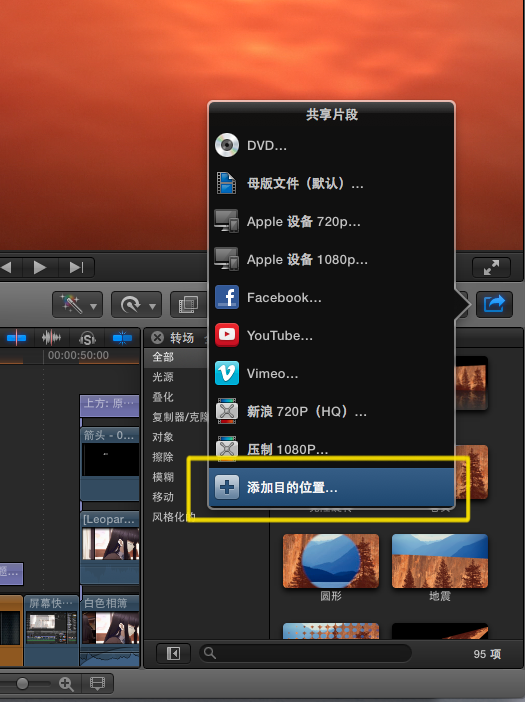 共享片段
DVD...
母版文件（默认）...
Apple 设备 720p...
Apple 设备 1080p...
Facebook...
YouTube...
Vimeo...
新浪 720P（HQ）...
压制 1080P...
添加目的位置...
00:00:50:00
转场
全部
光源
叠化
复制器/克隆
对象
擦除
模糊
移动
风格化的
上方: 原…
箭头 - 0…
[Leopar…
屏幕快…
白色相簿
圆形
地震
95 项